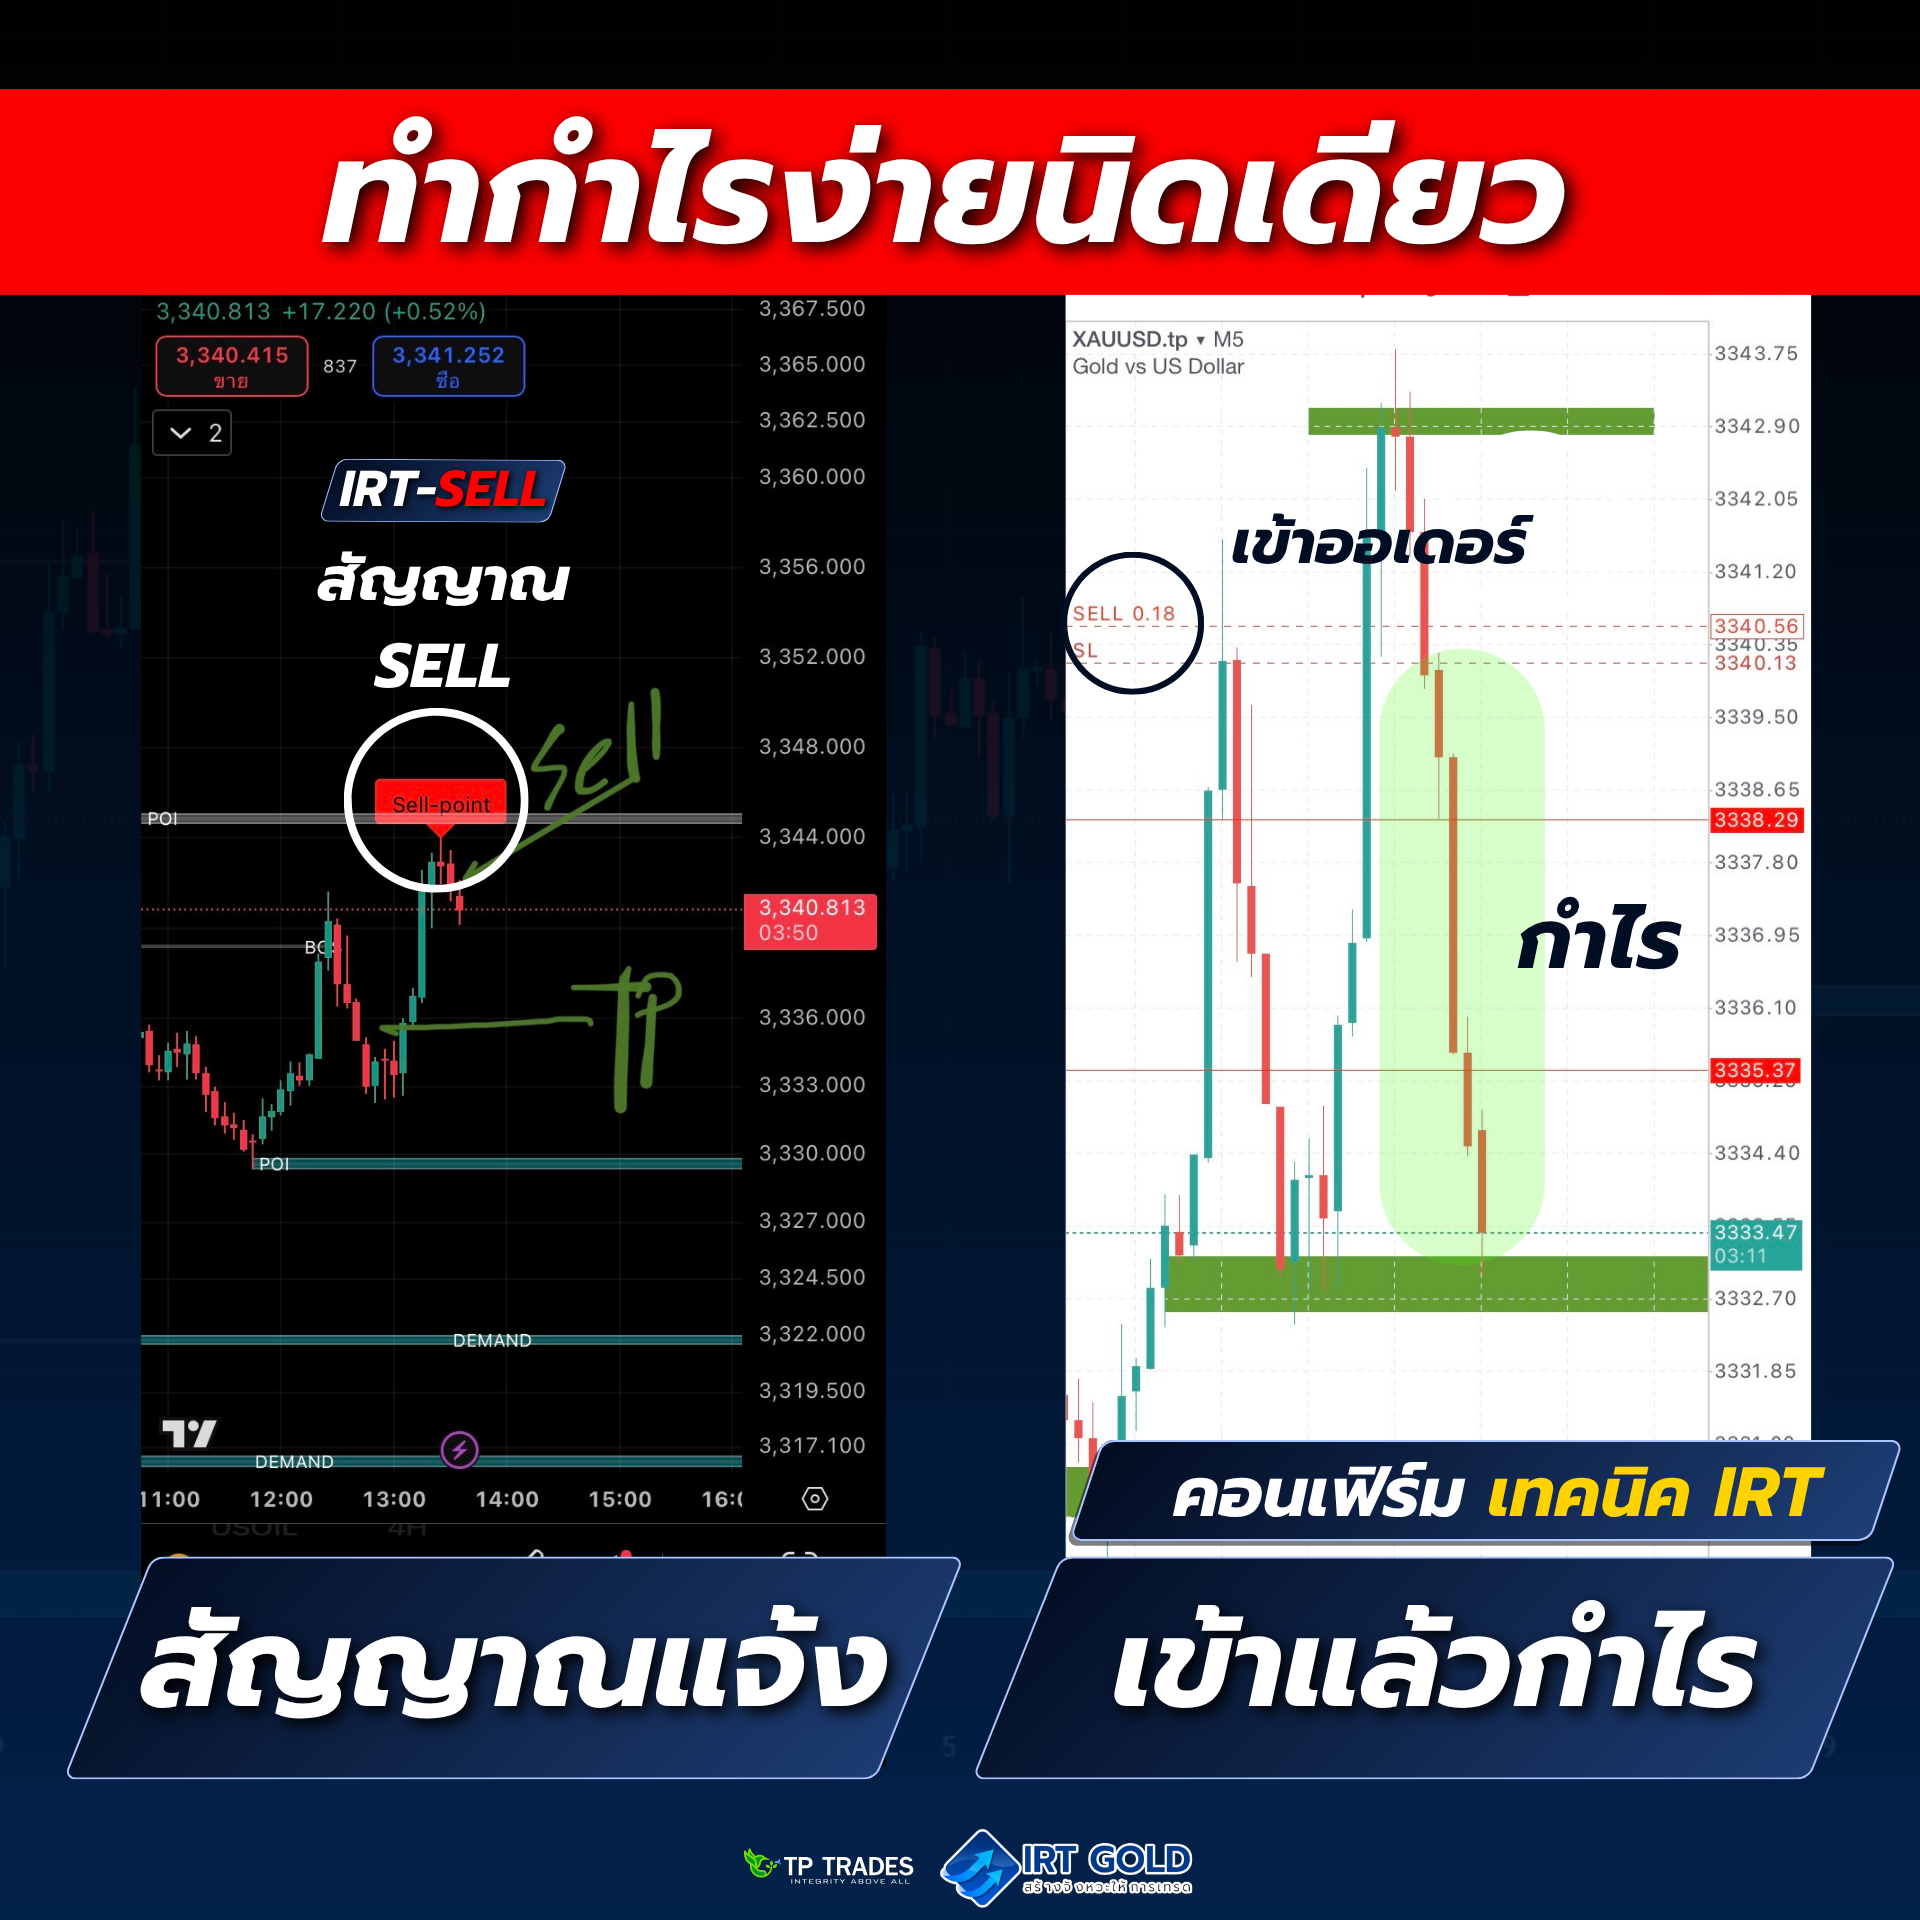 ทำกำไรง่ายนิดเดียว
3,340.813 +17.220 (+0.52%)
3,340.415
ขาย
837
3,341.252
ซื้อ
2
IRT-SELL
สัญญาณ
SELL
Sell-point
Sell
POI
BOS
TP
POI
DEMAND
DEMAND
3,367.500
3,365.000
3,362.500
3,360.000
3,356.000
3,352.000
3,348.000
3,344.000
3,340.813
03:50
3,336.000
3,333.000
3,330.000
3,327.000
3,324.500
3,322.000
3,319.500
3,317.100
11:00 12:00 13:00 14:00 15:00
USOIL 4H
XAUUSD.tp ▾ M5
Gold vs US Dollar
เข้าออเดอร์
SELL 0.18
SL
กำไร
3343.75
3342.90
3342.05
3341.20
3340.56
3340.35
3340.13
3339.50
3338.65
3338.29
3337.80
3336.95
3336.10
3335.37
3334.40
3333.47
03:11
3332.70
3331.85
คอนเฟิร์ม เทคนิค IRT
สัญญาณแจ้ง
เข้าแล้วกำไร
TP TRADES
INTEGRITY ABOVE ALL
IRT GOLD
สร้างจังหวะให้การเทรด